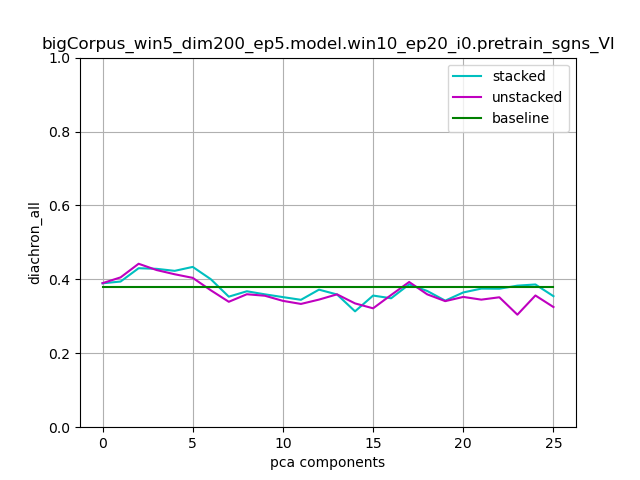 bigCorpus_win5_dim200_ep5.model.win10_ep20_i0.pretrain_sgns_VI
1.0
0.8
0.6
0.4
0.2
0.0
diachron_all
stacked
unstacked
baseline
0 5 10 15 20 25
pca components